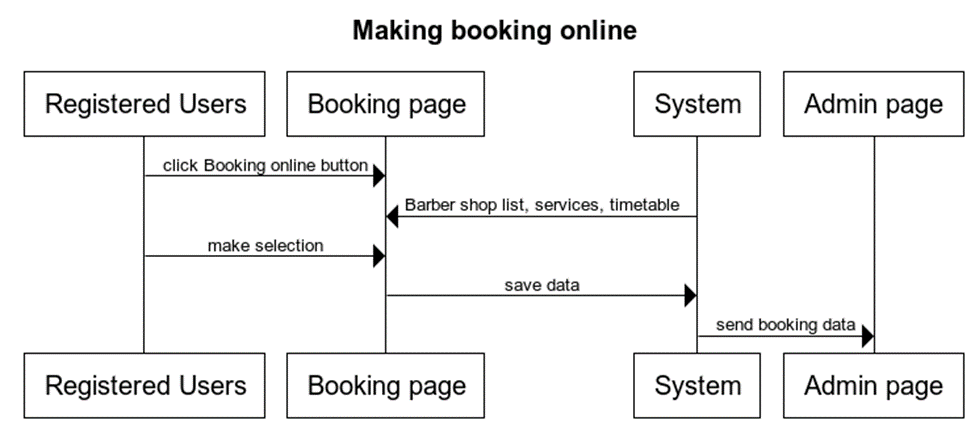 Making booking online
Registered Users
Booking page
System
Admin page
click Booking online button
Barber shop list, services, timetable
make selection
save data
send booking data
Registered Users
Booking page
System
Admin page